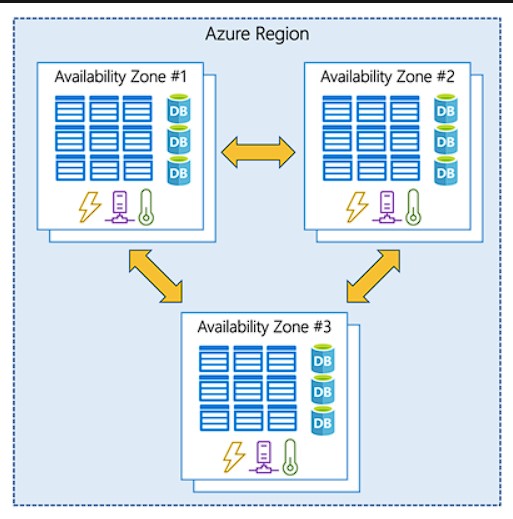 Azure Region
Availability Zone #1
DB
DB
DB
Availability Zone #2
DB
DB
DB
Availability Zone #3
DB
DB
DB